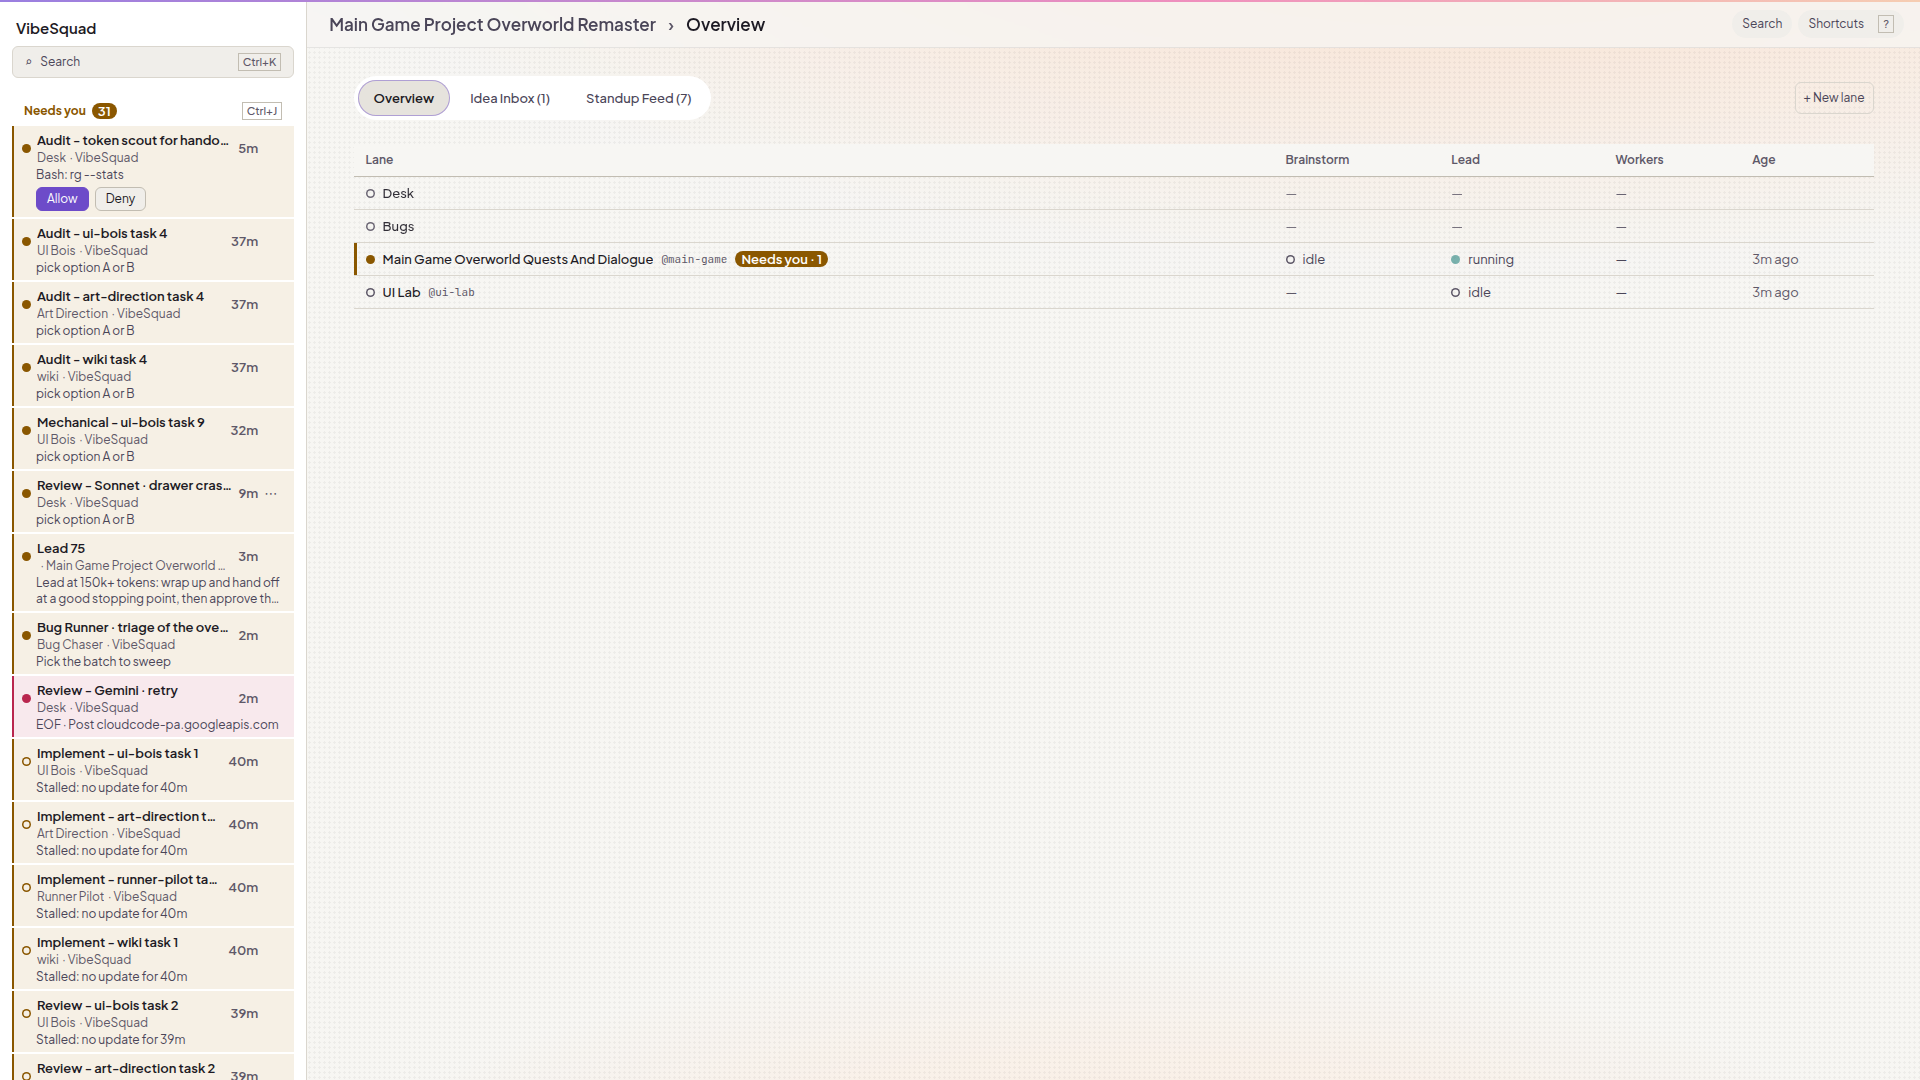 VibeSquad
Search Ctrl+K
Needs you 31 Ctrl+J
Audit – token scout for hando… 5m
Desk · VibeSquad
Bash: rg --stats
Allow Deny
Audit – ui-bois task 4 37m
UI Bois · VibeSquad
pick option A or B
Audit – art-direction task 4 37m
Art Direction · VibeSquad
pick option A or B
Audit – wiki task 4 37m
wiki · VibeSquad
pick option A or B
Mechanical – ui-bois task 9 32m
UI Bois · VibeSquad
pick option A or B
Review – Sonnet · drawer cras… 9m ···
Desk · VibeSquad
pick option A or B
Lead 75 3m
· Main Game Project Overworld …
Lead at 150k+ tokens: wrap up and hand off
at a good stopping point, then approve th…
Bug Runner · triage of the ove… 2m
Bug Chaser · VibeSquad
Pick the batch to sweep
Review – Gemini · retry 2m
Desk · VibeSquad
EOF · Post cloudcode-pa.googleapis.com
Implement – ui-bois task 1 40m
UI Bois · VibeSquad
Stalled: no update for 40m
Implement – art-direction t… 40m
Art Direction · VibeSquad
Stalled: no update for 40m
Implement – runner-pilot ta… 40m
Runner Pilot · VibeSquad
Stalled: no update for 40m
Implement – wiki task 1 40m
wiki · VibeSquad
Stalled: no update for 40m
Review – ui-bois task 2 39m
UI Bois · VibeSquad
Stalled: no update for 39m
Review – art-direction task 2 39m
Main Game Project Overworld Remaster › Overview
Search Shortcuts ?
Overview Idea Inbox (1) Standup Feed (7)
+ New lane
Lane Brainstorm Lead Workers Age
Desk — — —
Bugs — — —
Main Game Overworld Quests And Dialogue @main-game Needs you · 1 idle running — 3m ago
UI Lab @ui-lab — idle — 3m ago